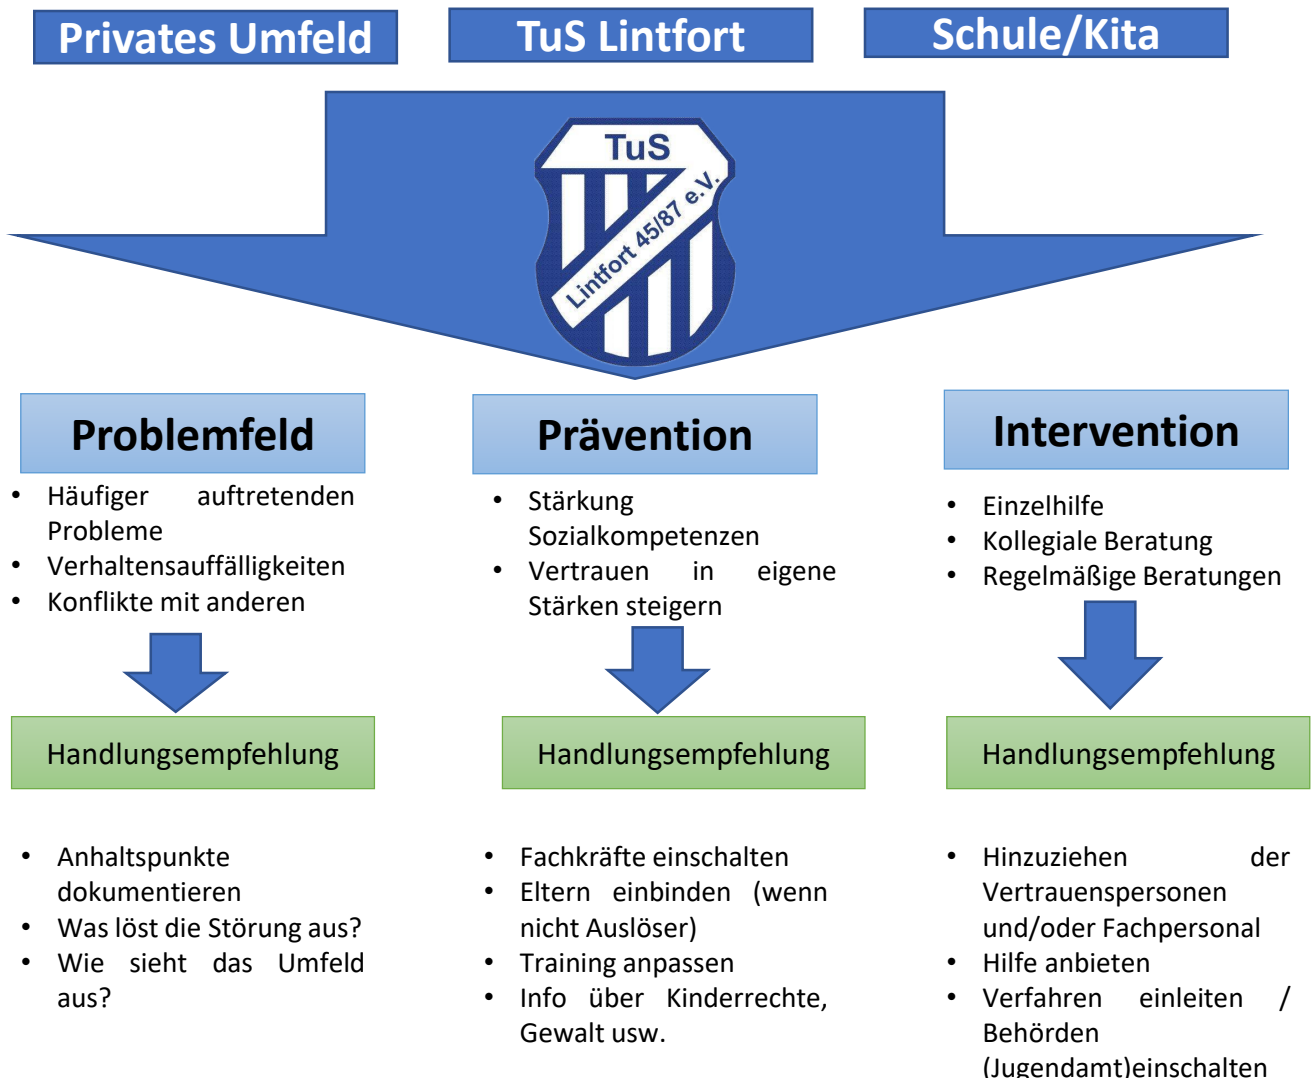 Privates Umfeld
TuS Lintfort
Schule/Kita
TuS
Lintfort 45/87 e.V.
Problemfeld
• Häufiger auftretenden
Probleme
• Verhaltensauffälligkeiten
• Konflikte mit anderen
Handlungsempfehlung
• Anhaltspunkte
dokumentieren
• Was löst die Störung aus?
• Wie sieht das Umfeld
aus?
Prävention
• Stärkung
Sozialkompetenzen
• Vertrauen in eigene
Stärken steigern
Handlungsempfehlung
• Fachkräfte einschalten
• Eltern einbinden (wenn
nicht Auslöser)
• Training anpassen
• Info über Kinderrechte,
Gewalt usw.
Intervention
• Einzelhilfe
• Kollegiale Beratung
• Regelmäßige Beratungen
Handlungsempfehlung
• Hinzuziehen der
Vertrauenspersonen
und/oder Fachpersonal
• Hilfe anbieten
• Verfahren einleiten /
Behörden
(Jugendamt)einschalten